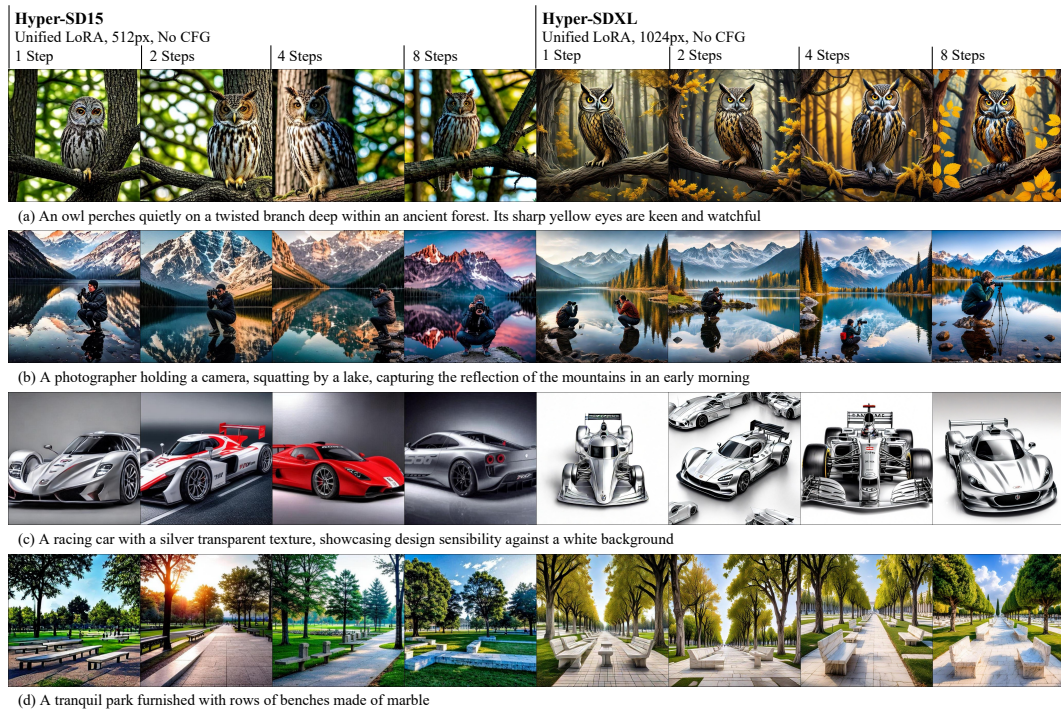 Hyper-SD15
Unified LoRA, 512px, No CFG
1 Step
2 Steps
4 Steps
8 Steps
Hyper-SDXL
Unified LoRA, 1024px, No CFG
1 Step
2 Steps
4 Steps
8 Steps
(a) An owl perches quietly on a twisted branch deep within an ancient forest. Its sharp yellow eyes are keen and watchful
(b) A photographer holding a camera, squatting by a lake, capturing the reflection of the mountains in an early morning
(c) A racing car with a silver transparent texture, showcasing design sensibility against a white background
(d) A tranquil park furnished with rows of benches made of marble